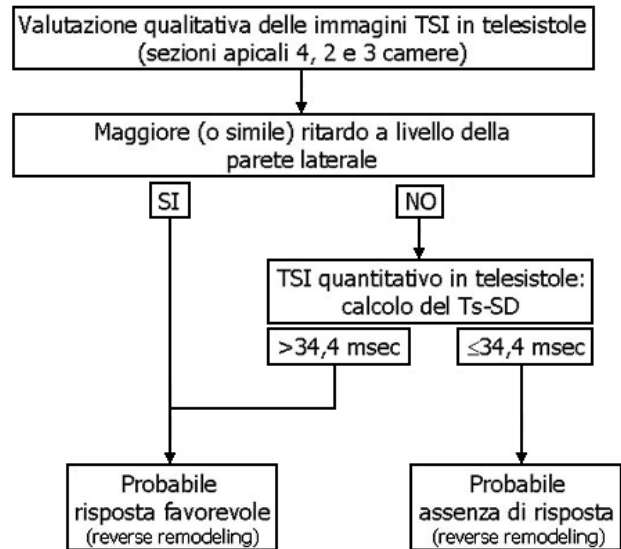 Valutazione qualitativa delle immagini TSI in telesistole
(sezioni apicali 4, 2 e 3 camere)
Maggiore (o simile) ritardo a livello della
parete laterale
SI
NO
TSI quantitativo in telesistole:
calcolo del Ts-SD
>34,4 msec
≤34,4 msec
Probabile
risposta favorevole
(reverse remodeling)
Probabile
assenza di risposta
(reverse remodeling)